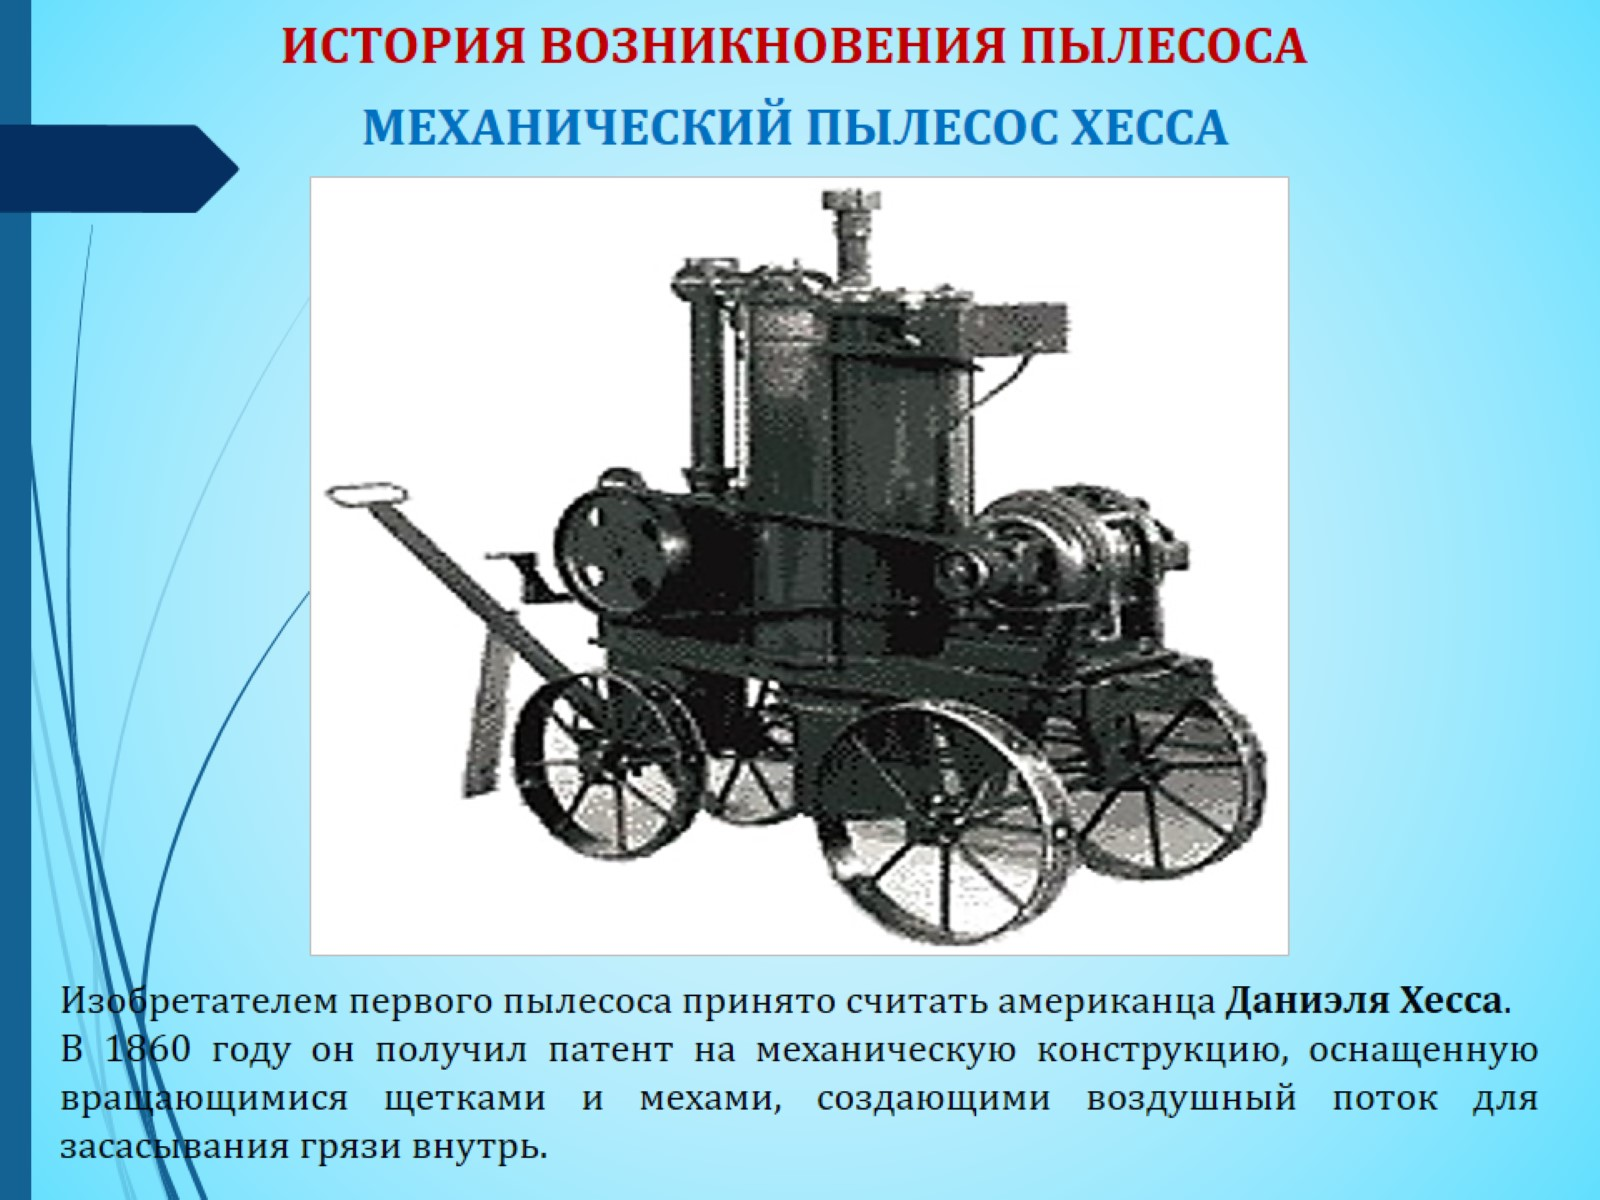 ИСТОРИЯ ВОЗНИКНОВЕНИЯ ПЫЛЕСОСА
МЕХАНИЧЕСКИЙ ПЫЛЕСОС ХЕССА
Изобретателем первого пылесоса принято считать американца Даниэля Хесса.
В 1860 году он получил патент на механическую конструкцию, оснащенную
вращающимися щетками и мехами, создающими воздушный поток для
засасывания грязи внутрь.